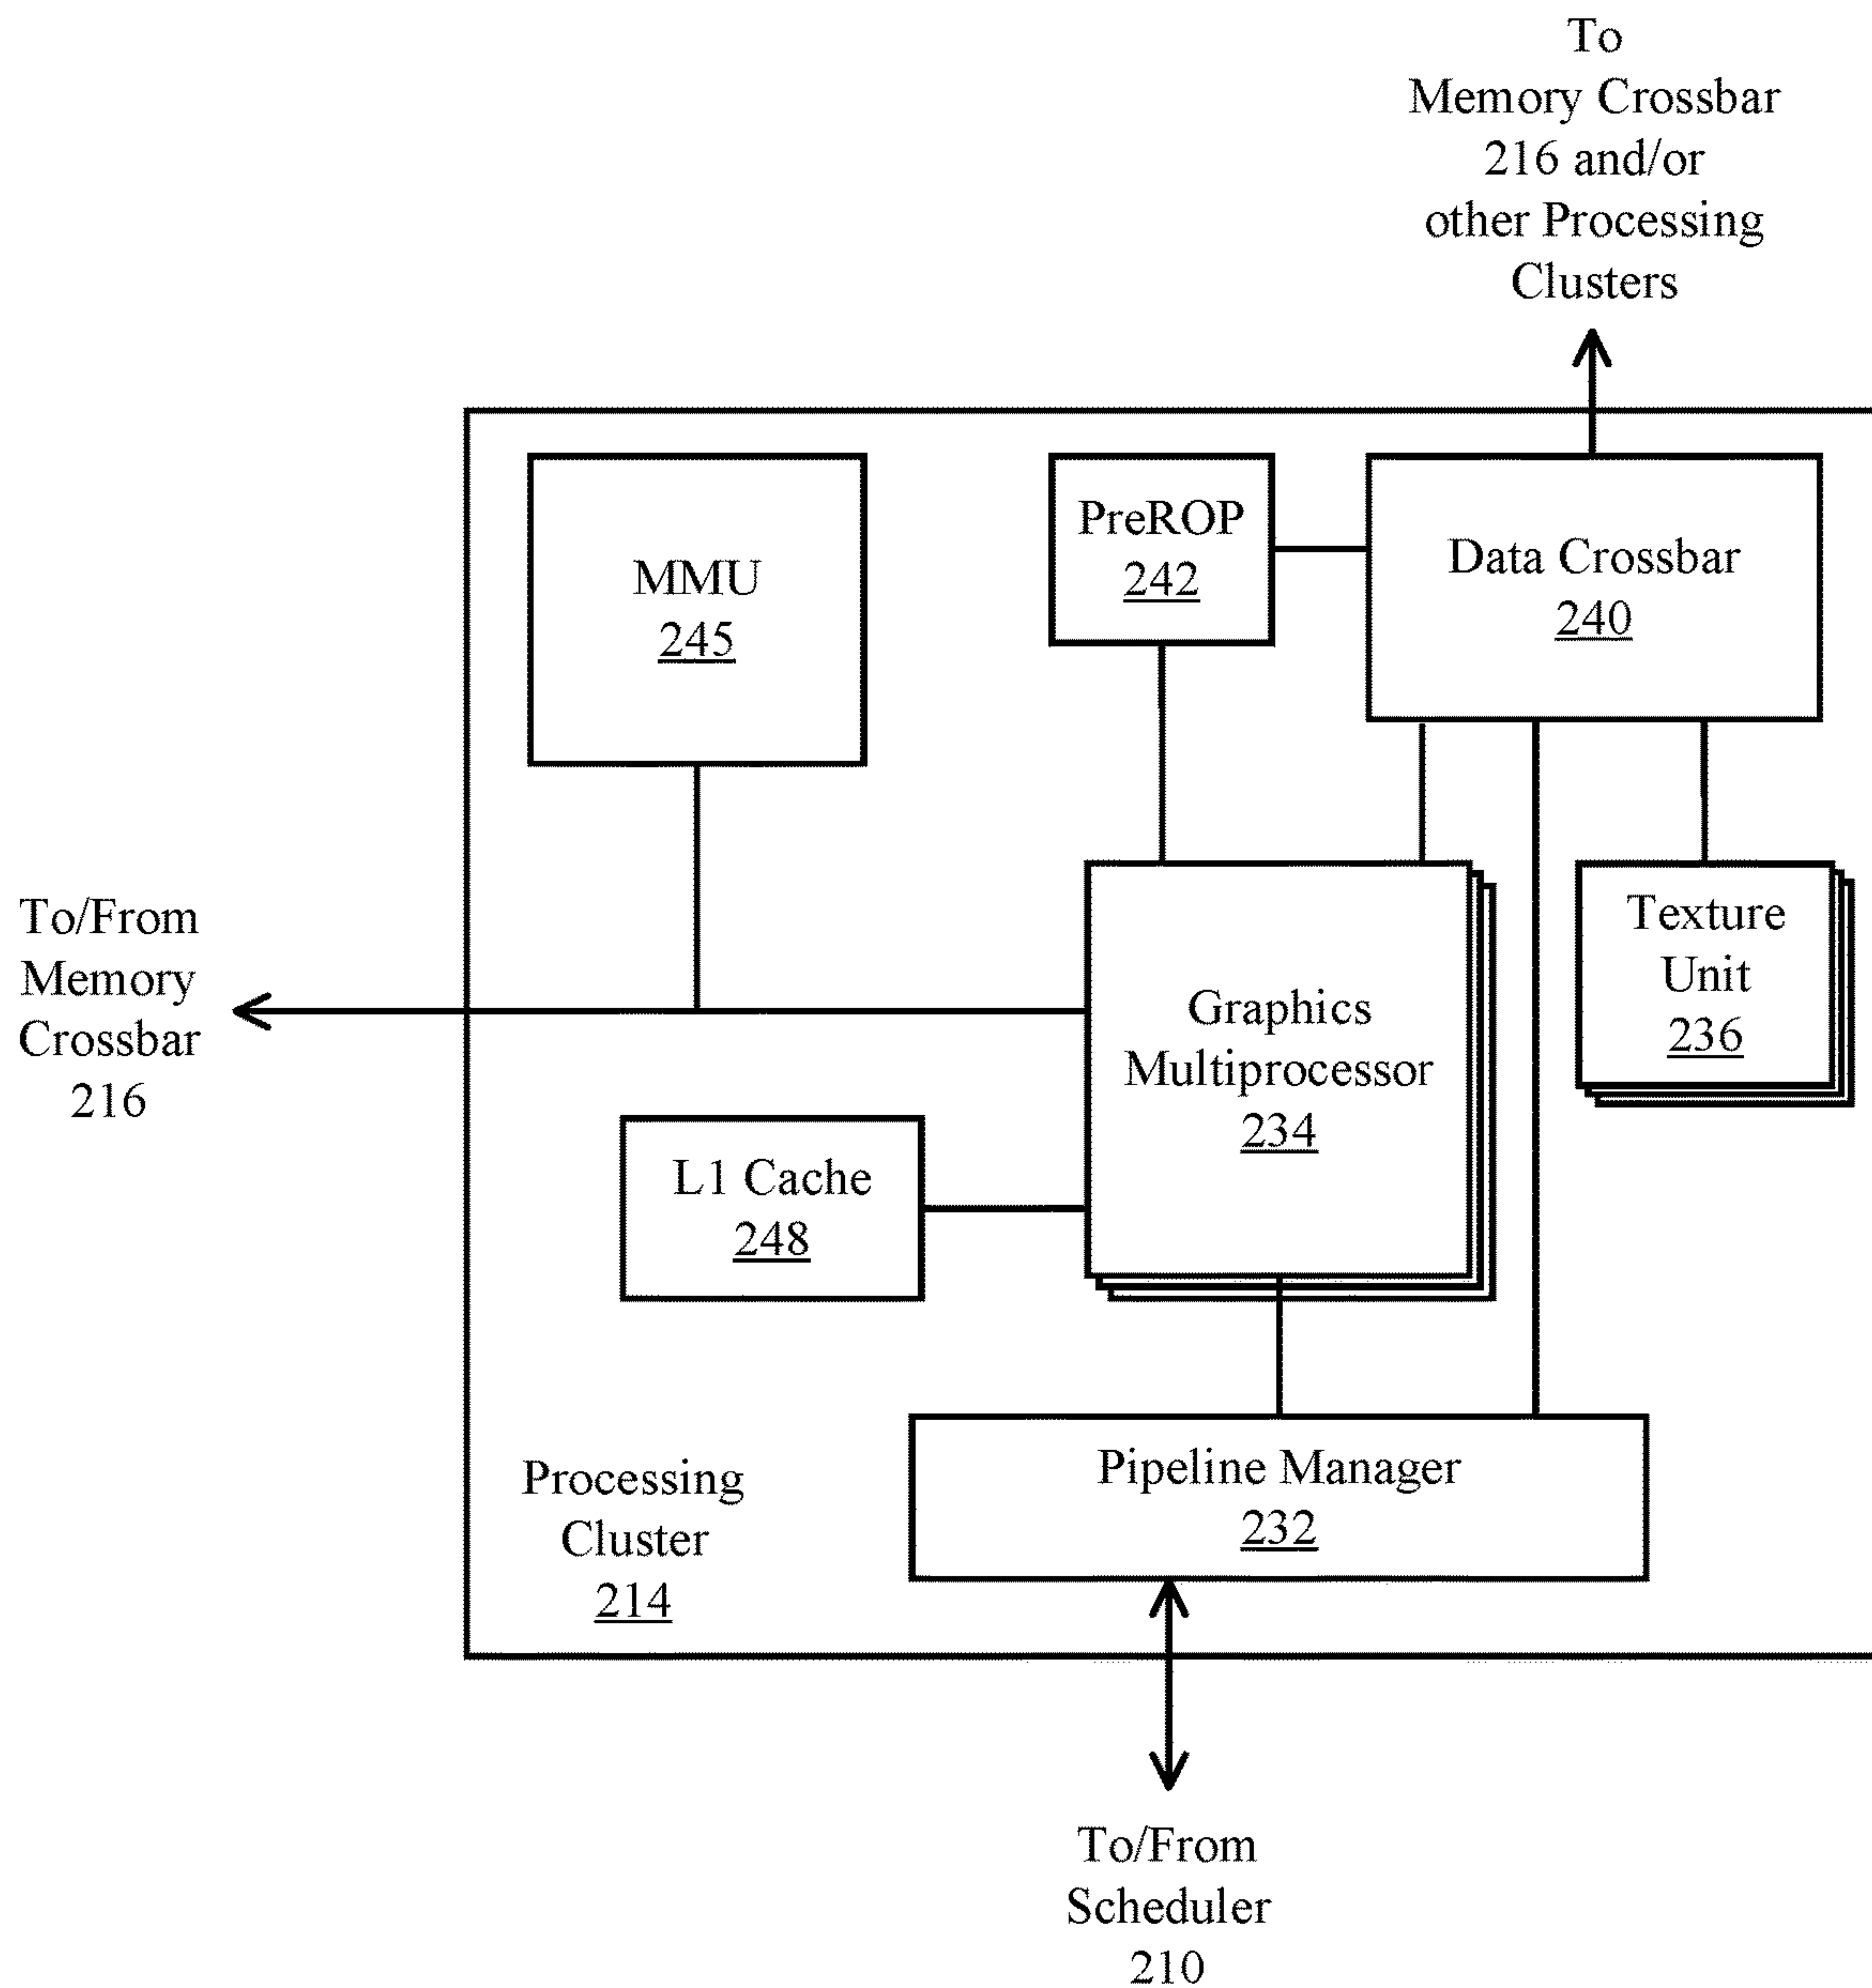 To
Memory Crossbar
216 and/or
other Processing
Clusters
MMU
245
PreROP
242
Data Crossbar
240
To/From
Memory
Crossbar
216
Graphics
Multiprocessor
234
Texture
Unit
236
L1 Cache
248
Processing
Cluster
214
Pipeline Manager
232
To/From
Scheduler
210